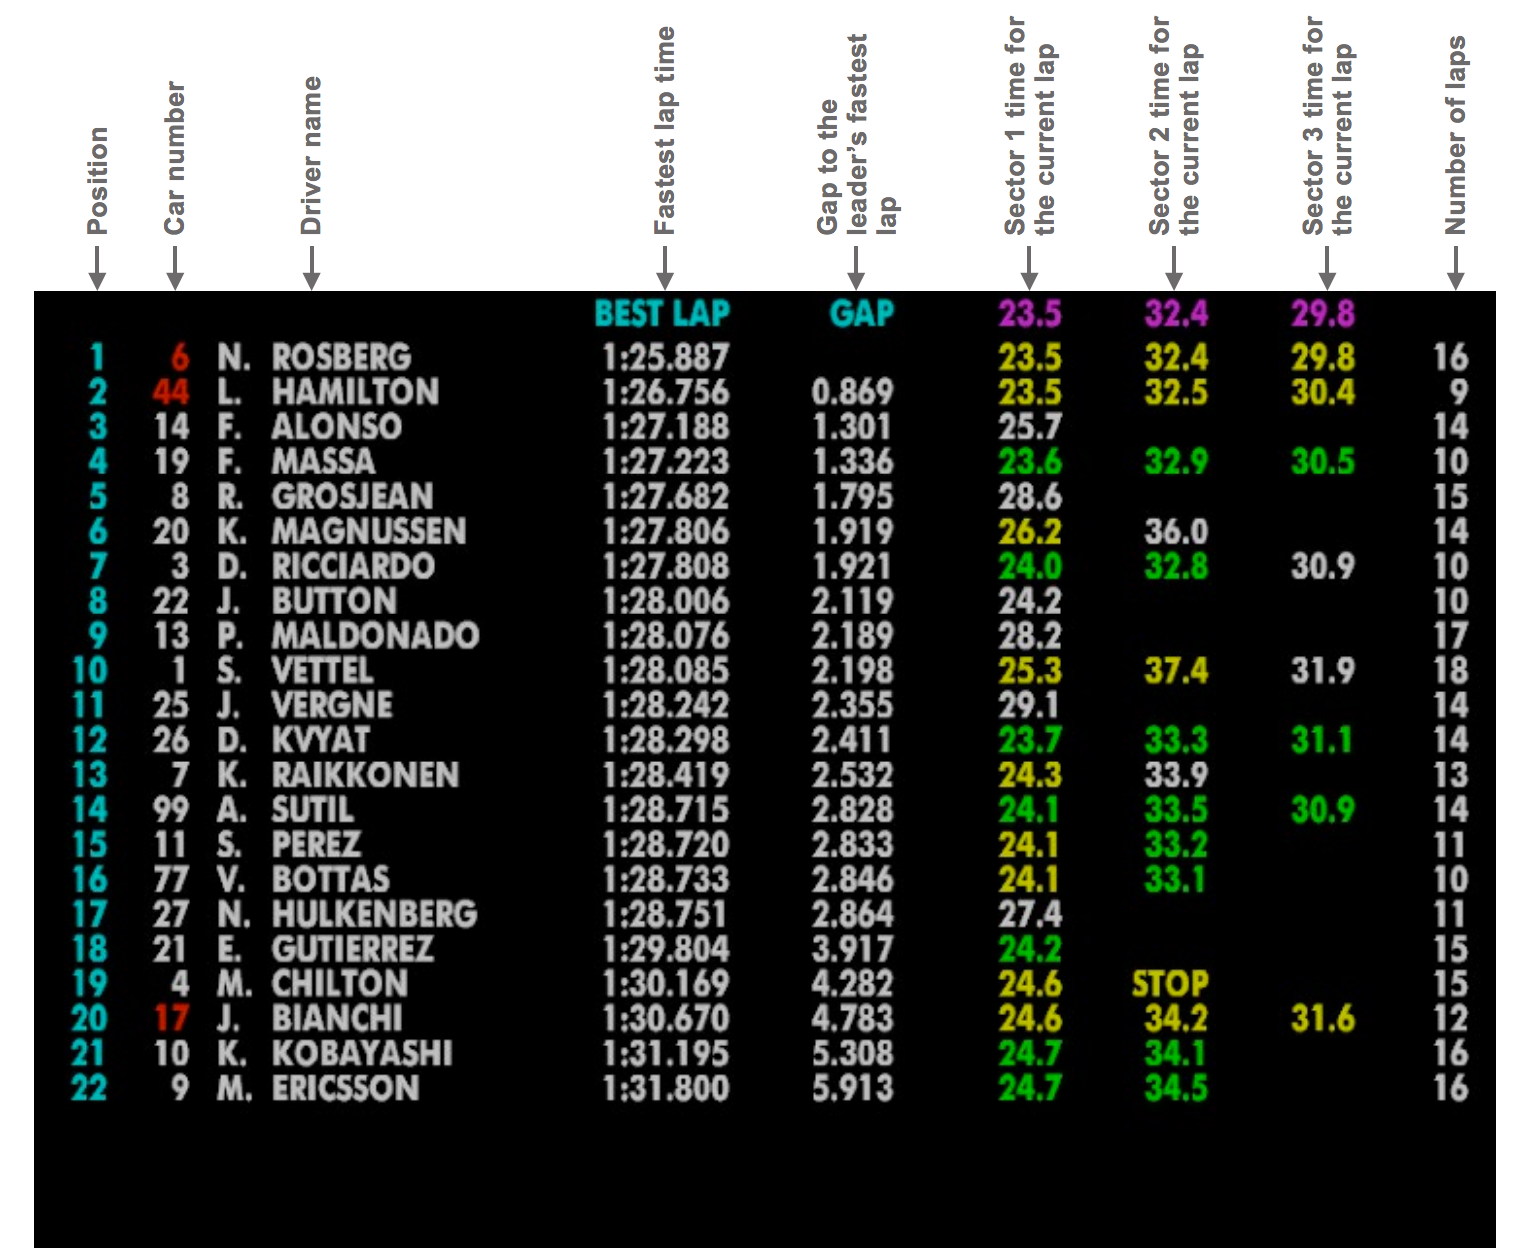 Position
Car number
Driver name
Fastest lap time
Gap to the
leader's fastest
lap
Sector 1 time for
the current lap
Sector 2 time for
the current lap
Sector 3 time for
the current lap
Number of laps
BEST LAP GAP 23.5 32.4 29.8
1 6 N. ROSBERG 1:25.887 23.5 32.4 29.8 16
2 44 L. HAMILTON 1:26.756 0.869 23.5 32.5 30.4 9
3 14 F. ALONSO 1:27.188 1.301 25.7 14
4 19 F. MASSA 1:27.223 1.336 23.6 32.9 30.5 10
5 8 R. GROSJEAN 1:27.682 1.795 28.6 15
6 20 K. MAGNUSSEN 1:27.806 1.919 26.2 36.0 14
7 3 D. RICCIARDO 1:27.808 1.921 24.0 32.8 30.9 10
8 22 J. BUTTON 1:28.006 2.119 24.2 10
9 13 P. MALDONADO 1:28.076 2.189 28.2 17
10 1 S. VETTEL 1:28.085 2.198 25.3 37.4 31.9 18
11 25 J. VERGNE 1:28.242 2.355 29.1 14
12 26 D. KVYAT 1:28.298 2.411 23.7 33.3 31.1 14
13 7 K. RAIKKONEN 1:28.419 2.532 24.3 33.9 13
14 99 A. SUTIL 1:28.715 2.828 24.1 33.5 30.9 14
15 11 S. PEREZ 1:28.720 2.833 24.1 33.2 11
16 77 V. BOTTAS 1:28.733 2.846 24.1 33.1 10
17 27 N. HULKENBERG 1:28.751 2.864 27.4 11
18 21 E. GUTIERREZ 1:29.804 3.917 24.2 15
19 4 M. CHILTON 1:30.169 4.282 24.6 STOP 15
20 17 J. BIANCHI 1:30.670 4.783 24.6 34.2 31.6 12
21 10 K. KOBAYASHI 1:31.195 5.308 24.7 34.1 16
22 9 M. ERICSSON 1:31.800 5.913 24.7 34.5 16